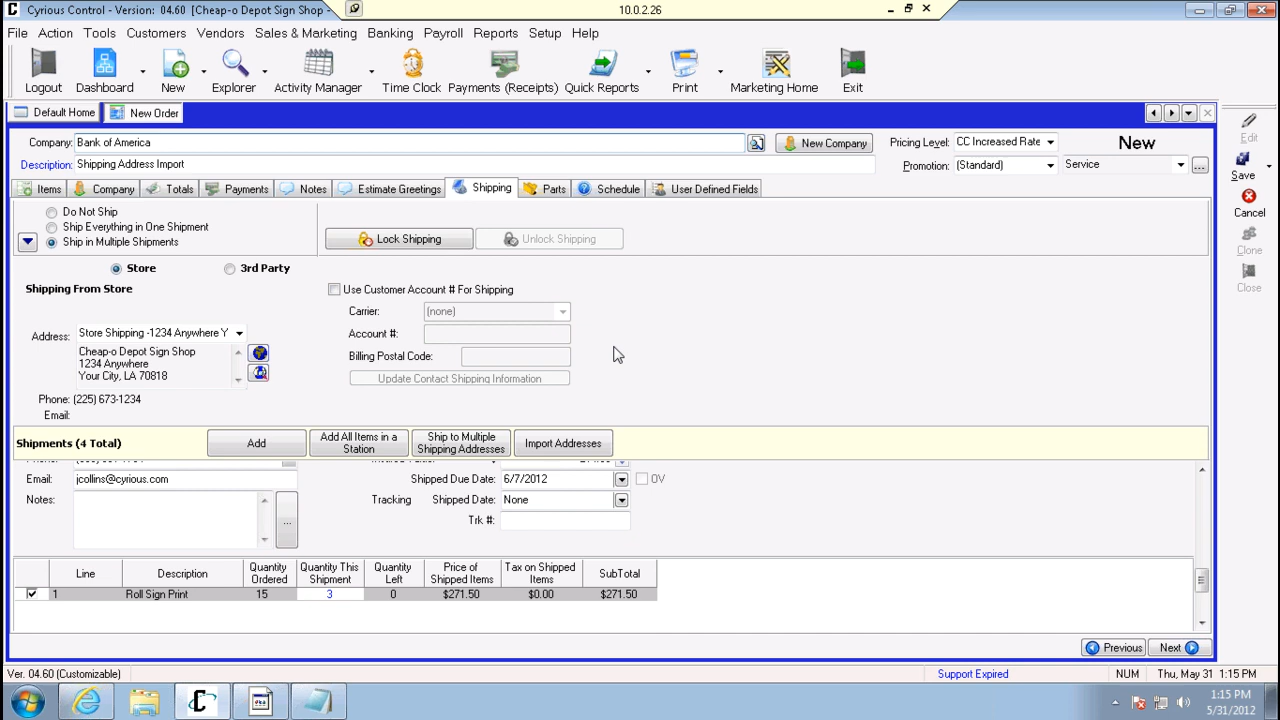 Cyrious Control - Version: 04.60 [Cheap-o Depot Sign Shop -
10.0.2.26
File Action Tools Customers Vendors Sales & Marketing Banking Payroll Reports Setup Help
Logout Dashboard New Explorer Activity Manager Time Clock Payments (Receipts) Quick Reports Print Marketing Home Exit
Default Home New Order
Edit
Save
Cancel
Clone
Close
Company: Bank of America New Company Pricing Level: CC Increased Rate New
Description: Shipping Address Import Promotion: (Standard) Service ...
Items Company Totals Payments Notes Estimate Greetings Shipping Parts Schedule User Defined Fields
Do Not Ship
Ship Everything in One Shipment
Ship in Multiple Shipments
Lock Shipping Unlock Shipping
Store 3rd Party
Shipping From Store
Use Customer Account # For Shipping
Carrier: (none)
Account #:
Billing Postal Code:
Update Contact Shipping Information
Address: Store Shipping -1234 Anywhere Y
Cheap-o Depot Sign Shop
1234 Anywhere
Your City, LA 70818
Phone: (225) 673-1234
Email:
Shipments (4 Total) Add Add All Items in a Station Ship to Multiple Shipping Addresses Import Addresses
Email: jcollins@cyrious.com Shipped Due Date: 6/7/2012 OV
Notes: ... Tracking Shipped Date: None
Trk #:
Line Description Quantity Ordered Quantity This Shipment Quantity Left Price of Shipped Items Tax on Shipped Items SubTotal
1 Roll Sign Print 15 3 0 $271.50 $0.00 $271.50
Previous Next
Ver. 04.60 (Customizable) Support Expired NUM Thu, May 31 1:15 PM
1:15 PM
5/31/2012